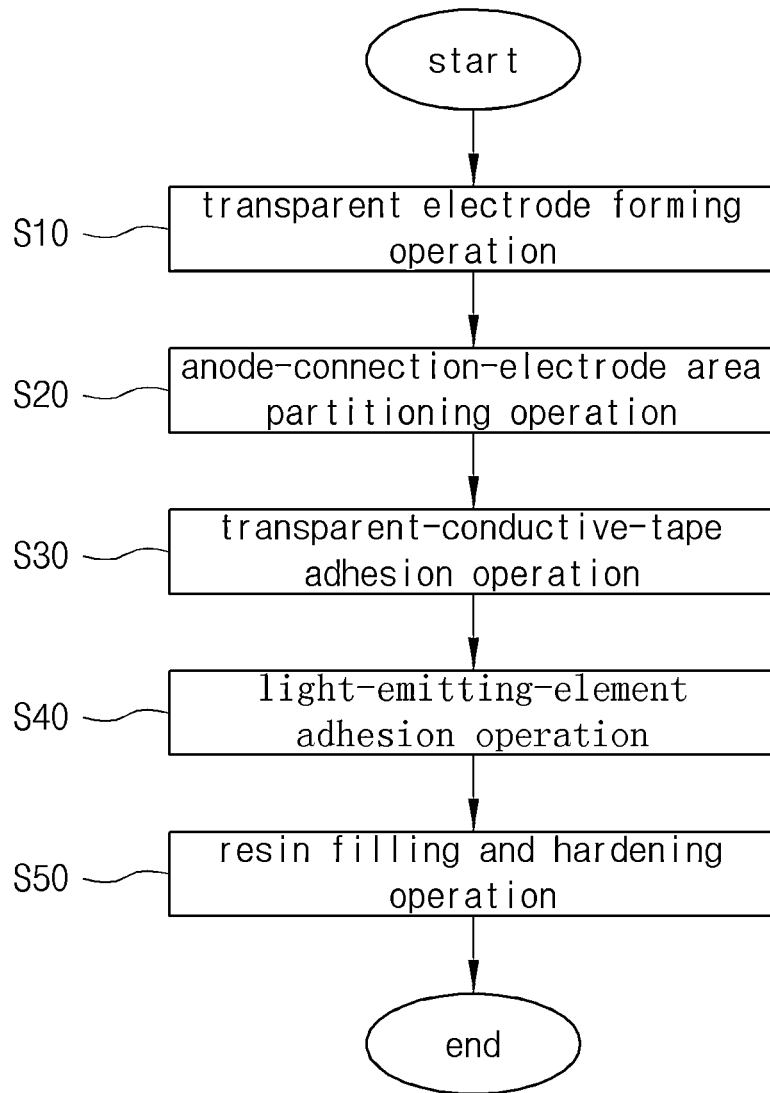 start
S10
transparent electrode forming
operation
S20
anode-connection-electrode area
partitioning operation
S30
transparent-conductive-tape
adhesion operation
S40
light-emitting-element
adhesion operation
S50
resin filling and hardening
operation
end